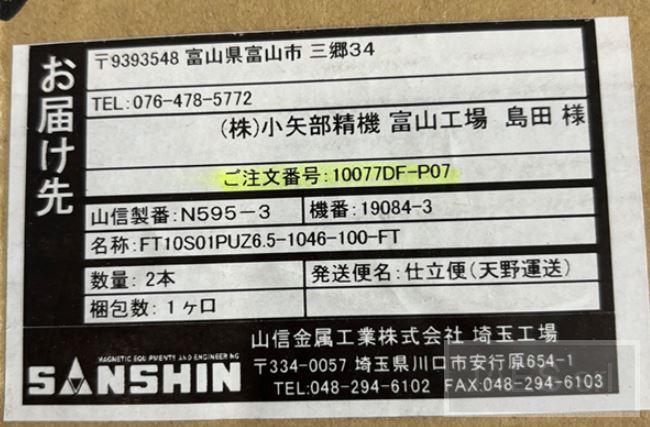 お届け先
〒9393548 富山県富山市 三郷34
TEL:076-478-5772
(株)小矢部精機 富山工場 島田 様
ご注文番号:10077DF-P07
山信製番:N595-3 機番:19084-3
名称:FT10S01PUZ6.5-1046-100-FT
数量:2本 発送便名:仕立便(天野運送)
梱包数:1ヶ口
山信金属工業株式会社 埼玉工場
MAGNETIC EQUIPMENTS AND ENGINEERING
SANSHIN
〒334-0057 埼玉県川口市安行原654-1
TEL:048-294-6102 FAX:048-294-6103